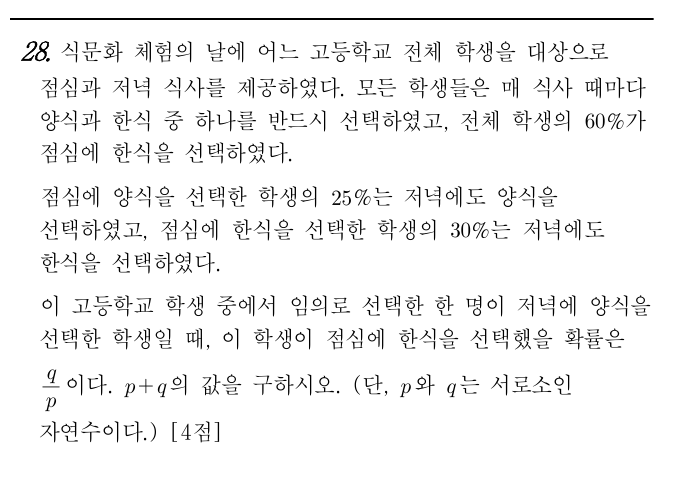 28. 식문화 체험의 날에 어느 고등학교 전체 학생을 대상으로
점심과 저녁 식사를 제공하였다. 모든 학생들은 매 식사 때마다
양식과 한식 중 하나를 반드시 선택하였고, 전체 학생의 60%가
점심에 한식을 선택하였다.
점심에 양식을 선택한 학생의 25%는 저녁에도 양식을
선택하였고, 점심에 한식을 선택한 학생의 30%는 저녁에도
한식을 선택하였다.
이 고등학교 학생 중에서 임의로 선택한 한 명이 저녁에 양식을
선택한 학생일 때, 이 학생이 점심에 한식을 선택했을 확률은
q/p 이다. p+q의 값을 구하시오. (단, p와 q는 서로소인
자연수이다.) [4점]